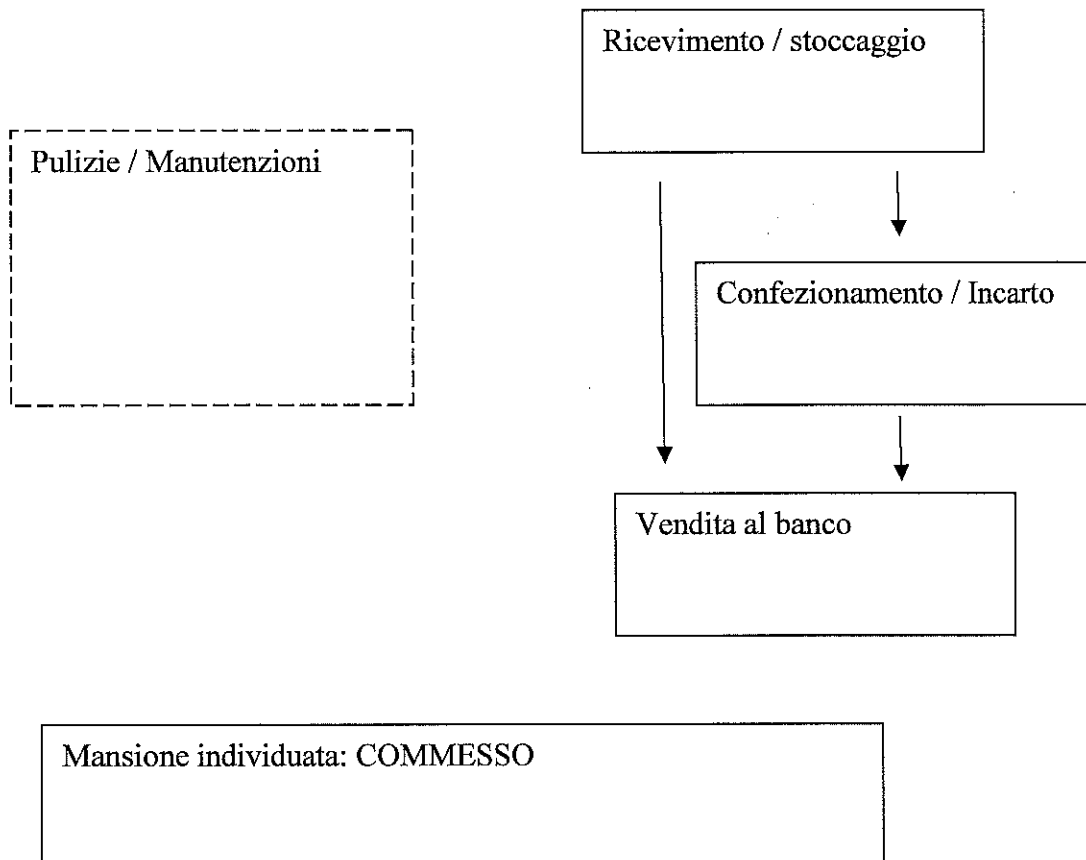 Ricevimento / stoccaggio
Pulizie / Manutenzioni
Confezionamento / Incarto
Vendita al banco
Mansione individuata: COMMESSO